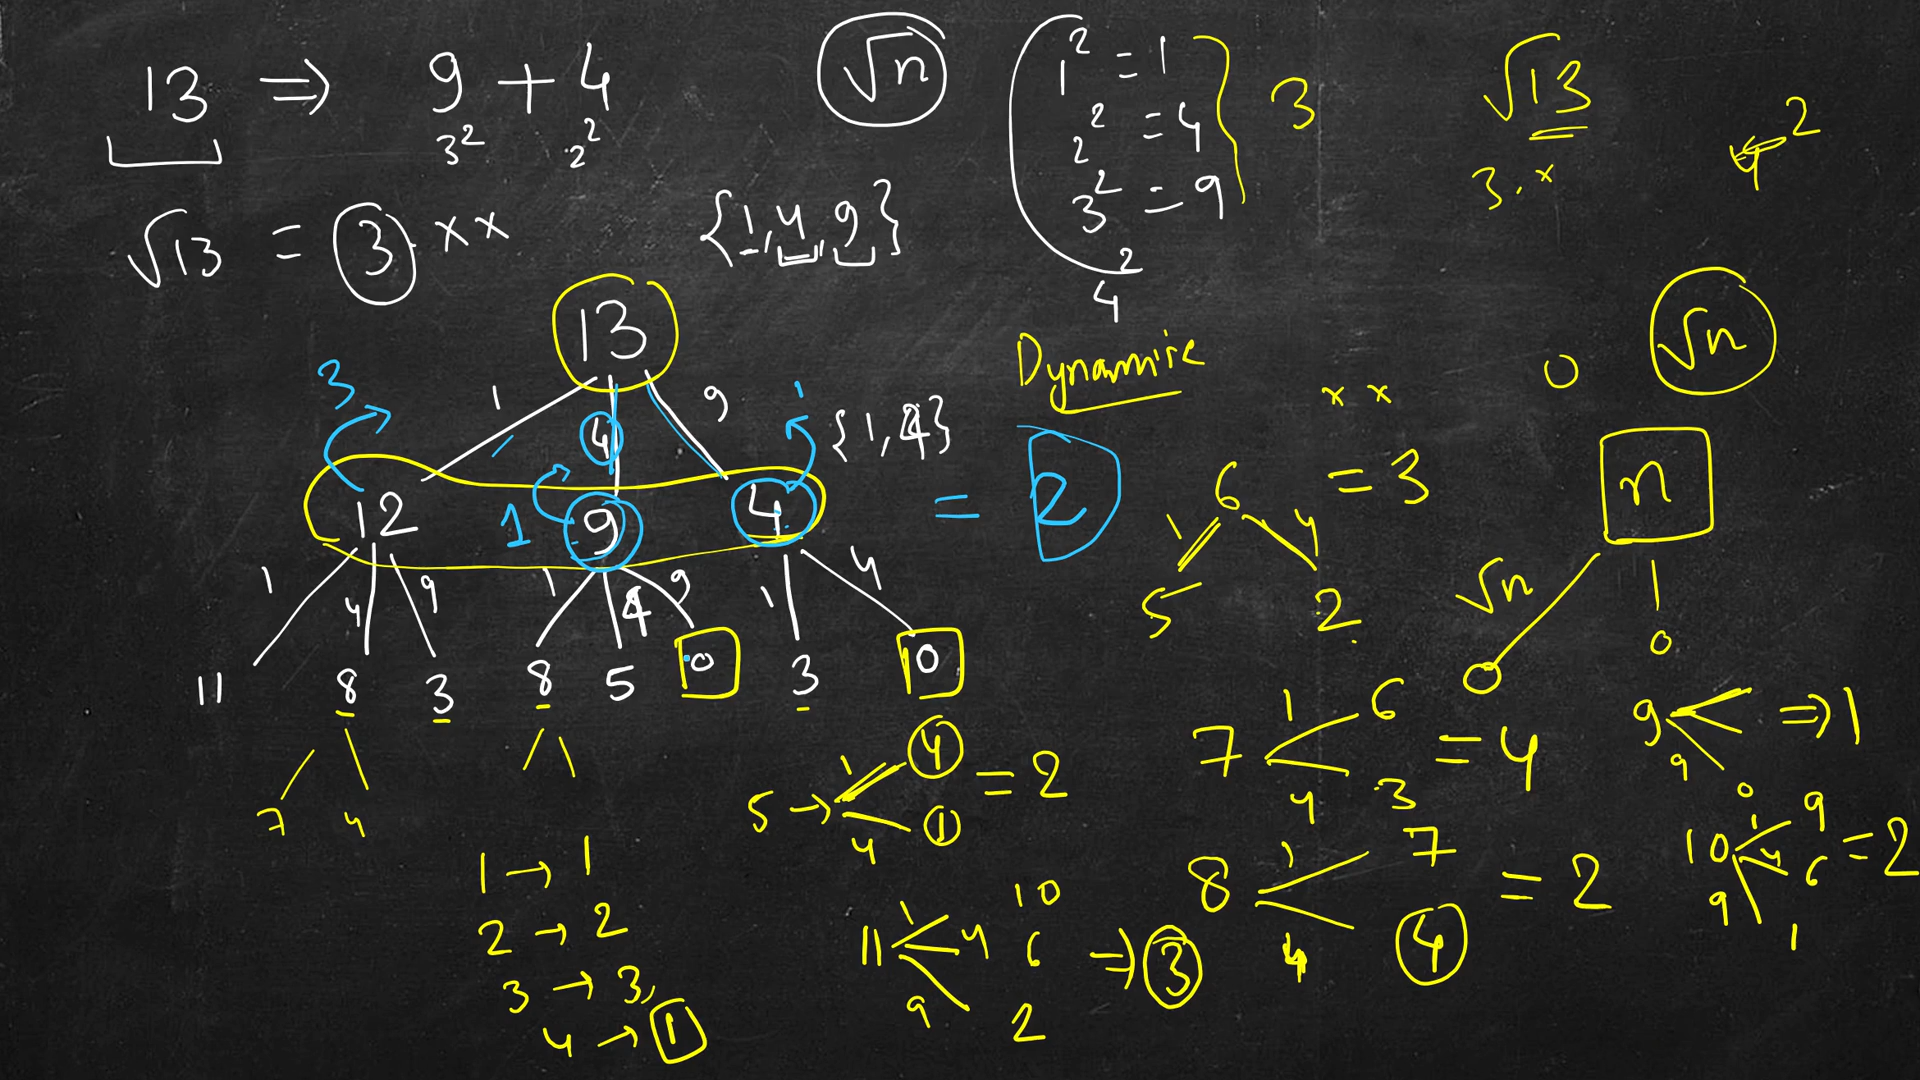 13 ⇒ 9 + 4
3² 2²
√n
1² = 1
2² = 4
3² = 9
4²
3
√13
3. x
4²
√13 = 3. x x
{1, 4, 9}
13
1 4 9
3
1
{1, 4}
12 9 4
1
= 2
1 4 9
1 4 9
1 4
11 8 3
8 5 0
3 0
7 4
Dynamic
x x
0
√n
6 = 3
1 4
5 2
n
√n
0
1 → 1
2 → 2
3 → 3,
4 → 1
5 → 1 4 = 2
4 1
7 1 6 = 4
4 3
8 1 7 = 2
4 4
9 ⇒ 1
9 0
10 1 9 = 2
4 6
9 1
11 1 10
4 6 ⇒ 3
9 2